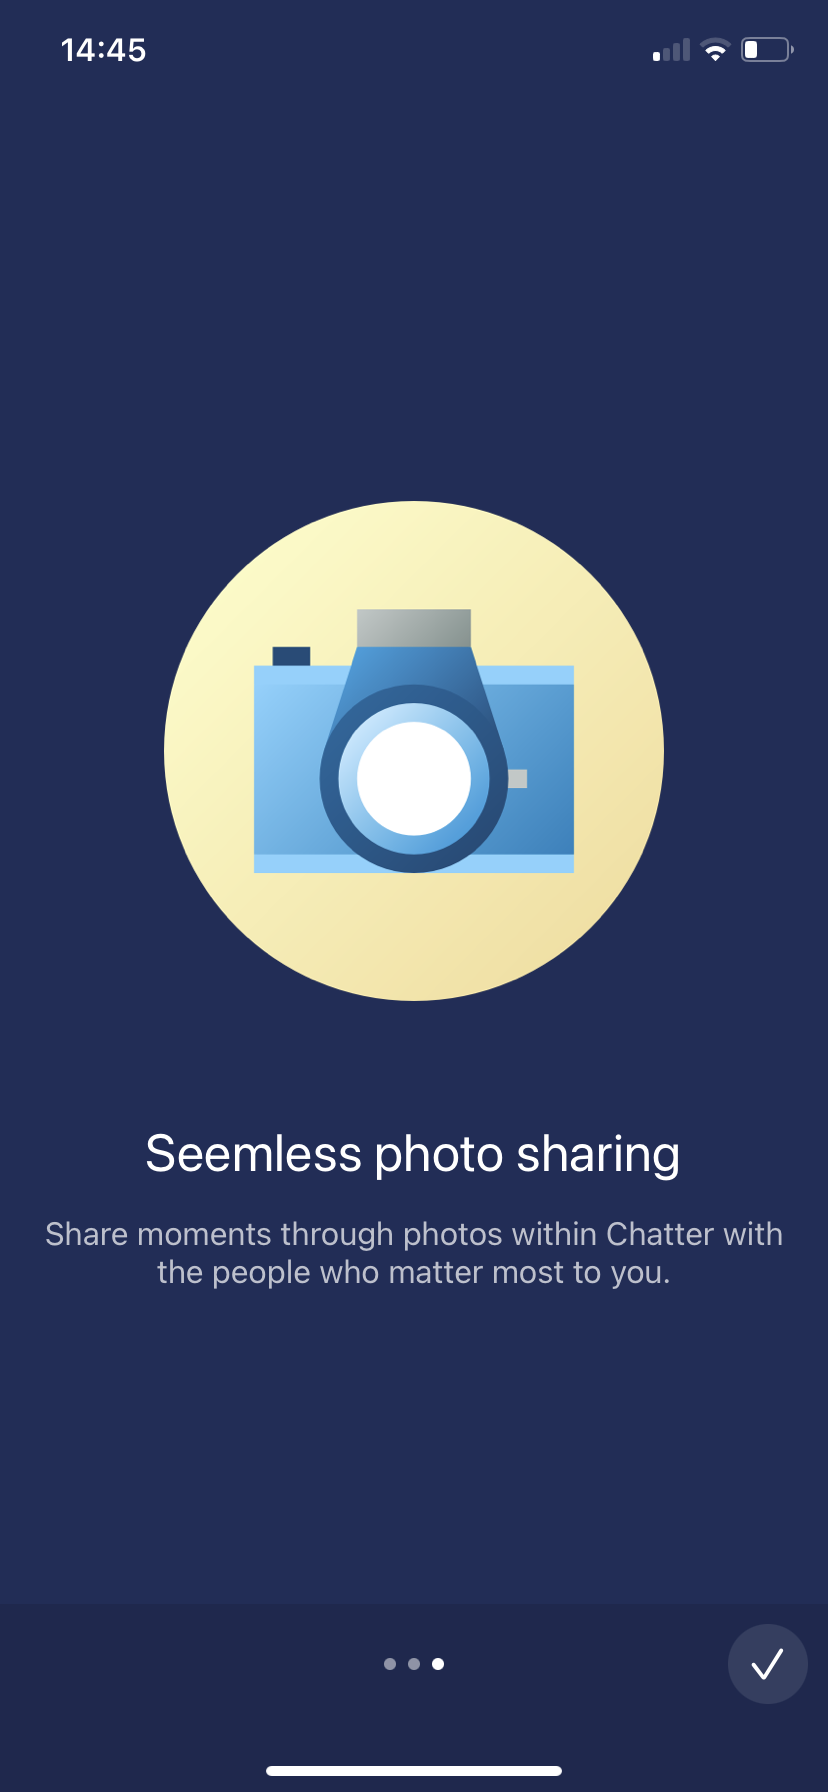 14:45
Seemless photo sharing
Share moments through photos within Chatter with
the people who matter most to you.